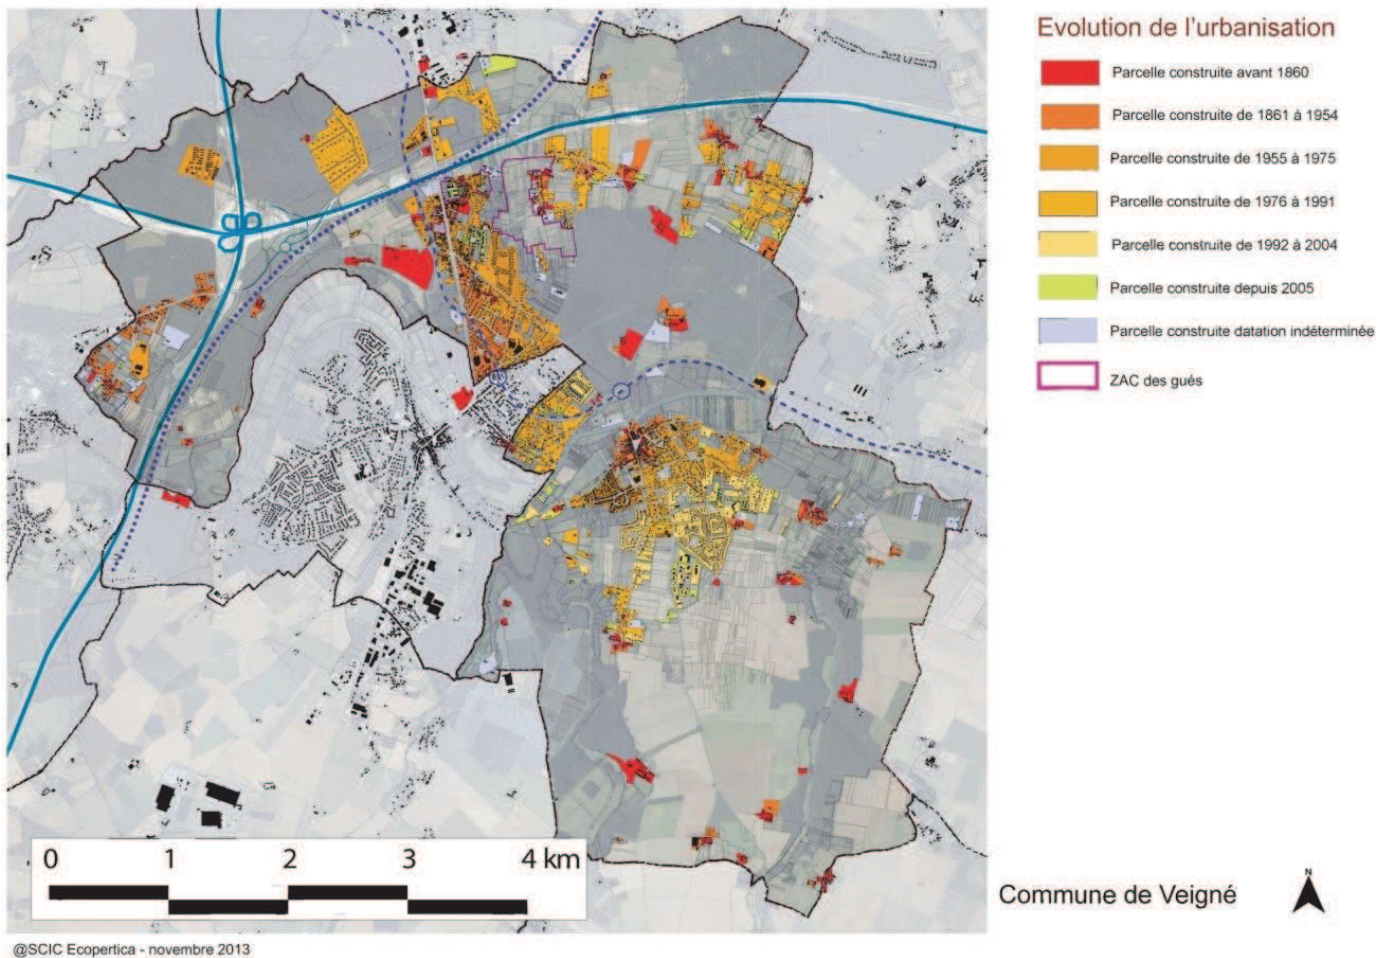 Evolution de l'urbanisation
Parcelle construite avant 1860
Parcelle construite de 1861 à 1954
Parcelle construite de 1955 à 1975
Parcelle construite de 1976 à 1991
Parcelle construite de 1992 à 2004
Parcelle construite depuis 2005
Parcelle construite datation indéterminée
ZAC des gués
0 1 2 3 4 km
Commune de Veigné
N
@SCIC Ecopertica - novembre 2013